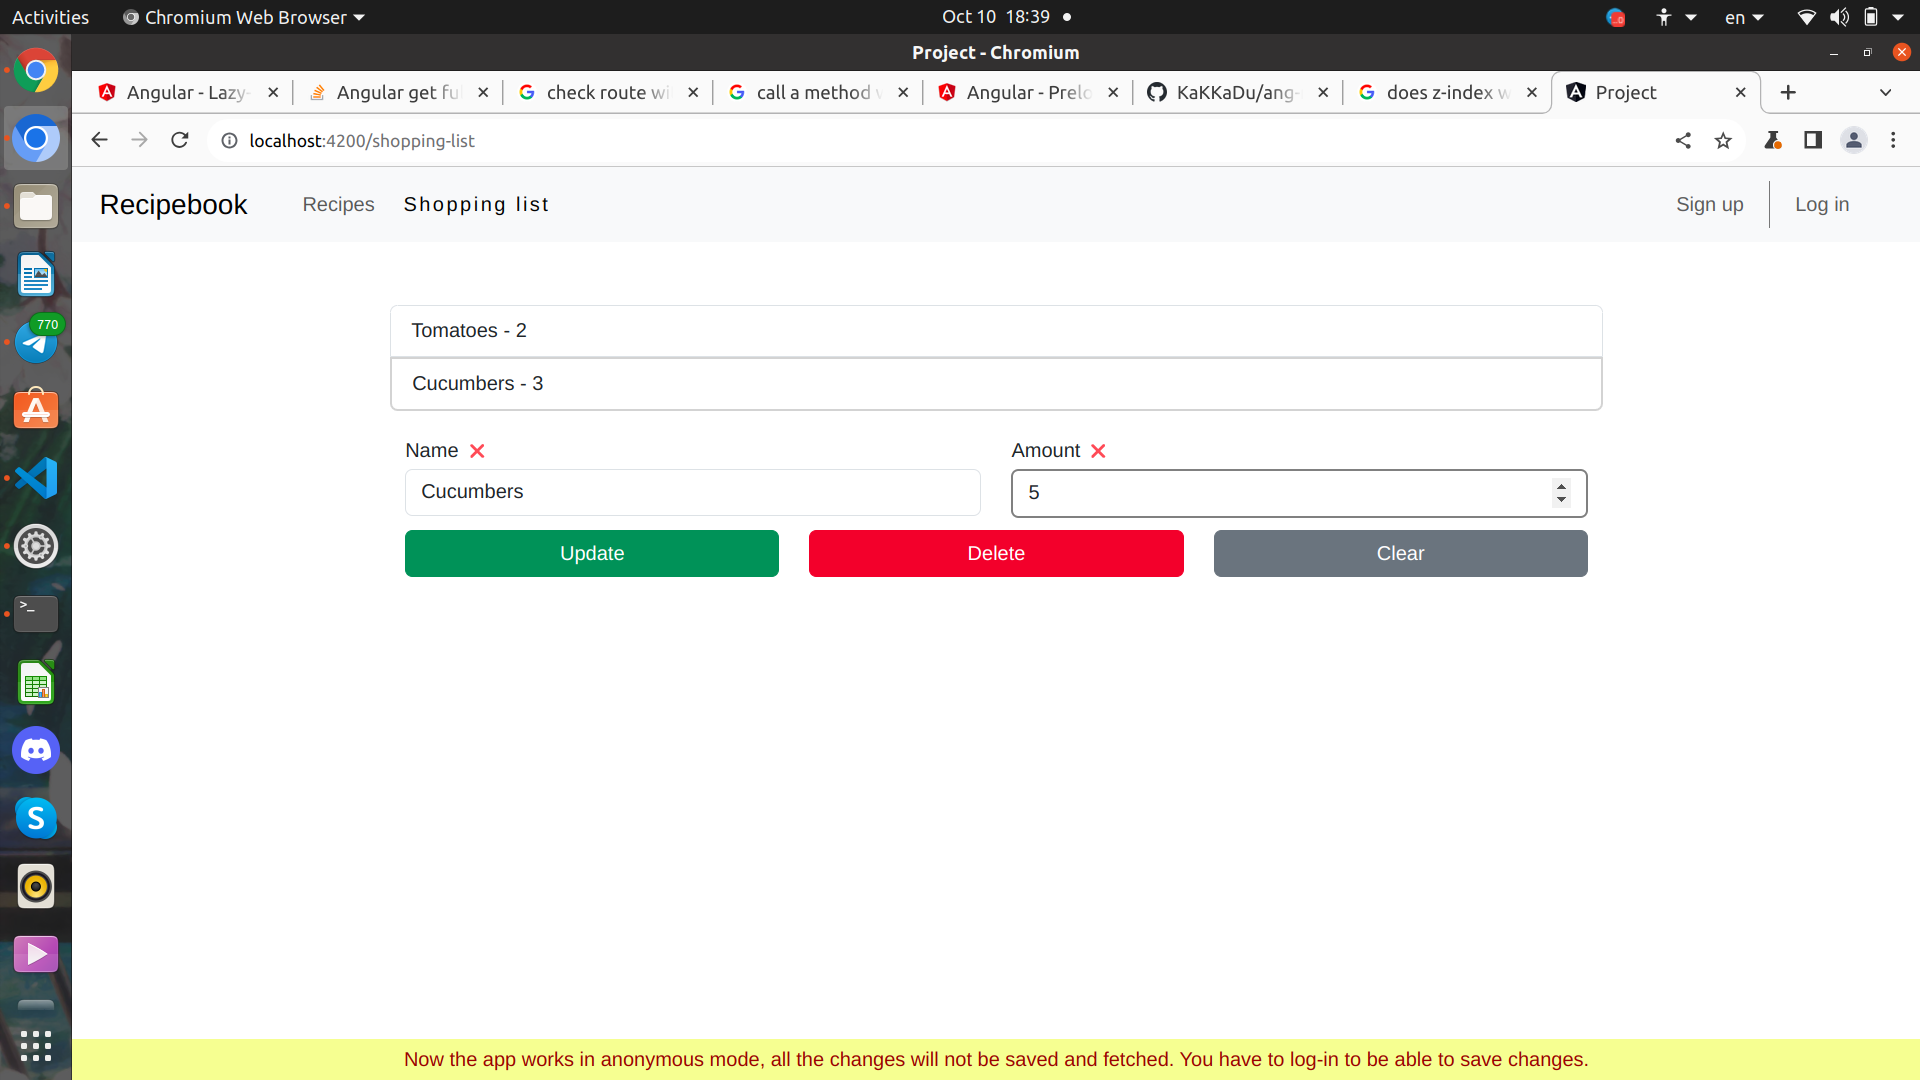 Activities Chromium Web Browser Oct 10 18:39 en
Project - Chromium
Angular - Lazy- Angular get fu check route wi call a method Angular - Prelo KaKKaDu/ang- does z-index w Project
localhost:4200/shopping-list
Recipebook Recipes Shopping list Sign up Log in
770
Tomatoes - 2
Cucumbers - 3
Name ❌ Amount ❌
Cucumbers 5
Update Delete Clear
Now the app works in anonymous mode, all the changes will not be saved and fetched. You have to log-in to be able to save changes.